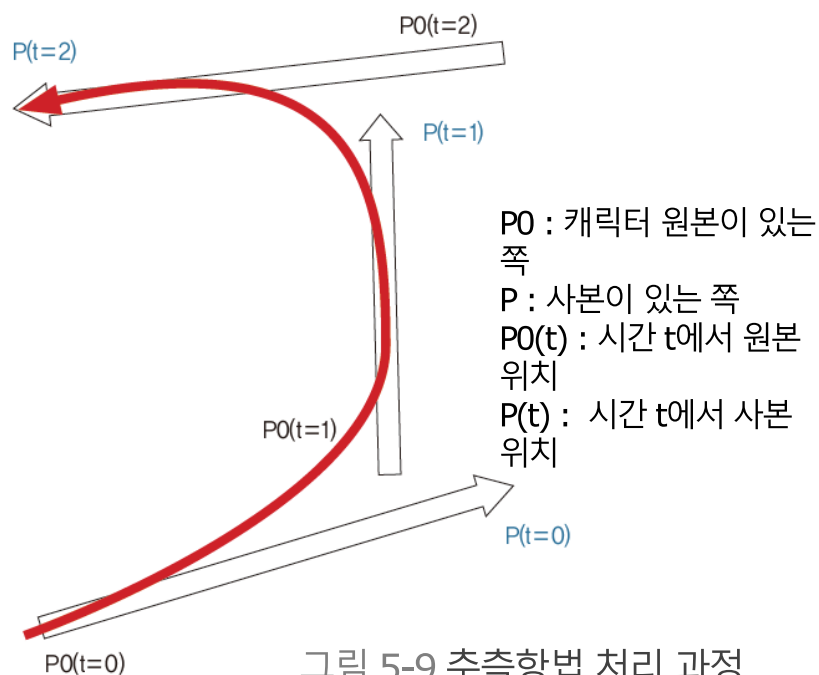 P0(t=2)
P(t=2)
P(t=1)
P0 : 캐릭터 원본이 있는
쪽
P : 사본이 있는 쪽
P0(t) : 시간 t에서 원본
위치
P(t) : 시간 t에서 사본
위치
P0(t=1)
P(t=0)
P0(t=0)
그림 5-9 추측항법 처리 과정